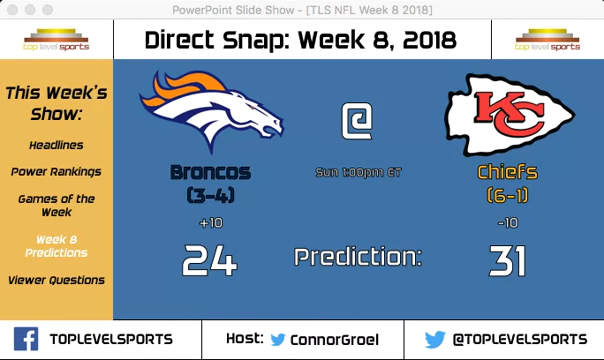 PowerPoint Slide Show - [TLS NFL Week 8 2018]
top level sports
Direct Snap: Week 8, 2018
top level sports
This Week's
Show:
Headlines
Power Rankings
Games of the
Week
Week 8
Predictions
Viewer Questions
@
KC
Broncos
(3-4)
Sun 1:00pm ET
Chiefs
(6-1)
+10
-10
24
Prediction:
31
TOPLEVELSPORTS
Host: ConnorGroel
@TOPLEVELSPORTS